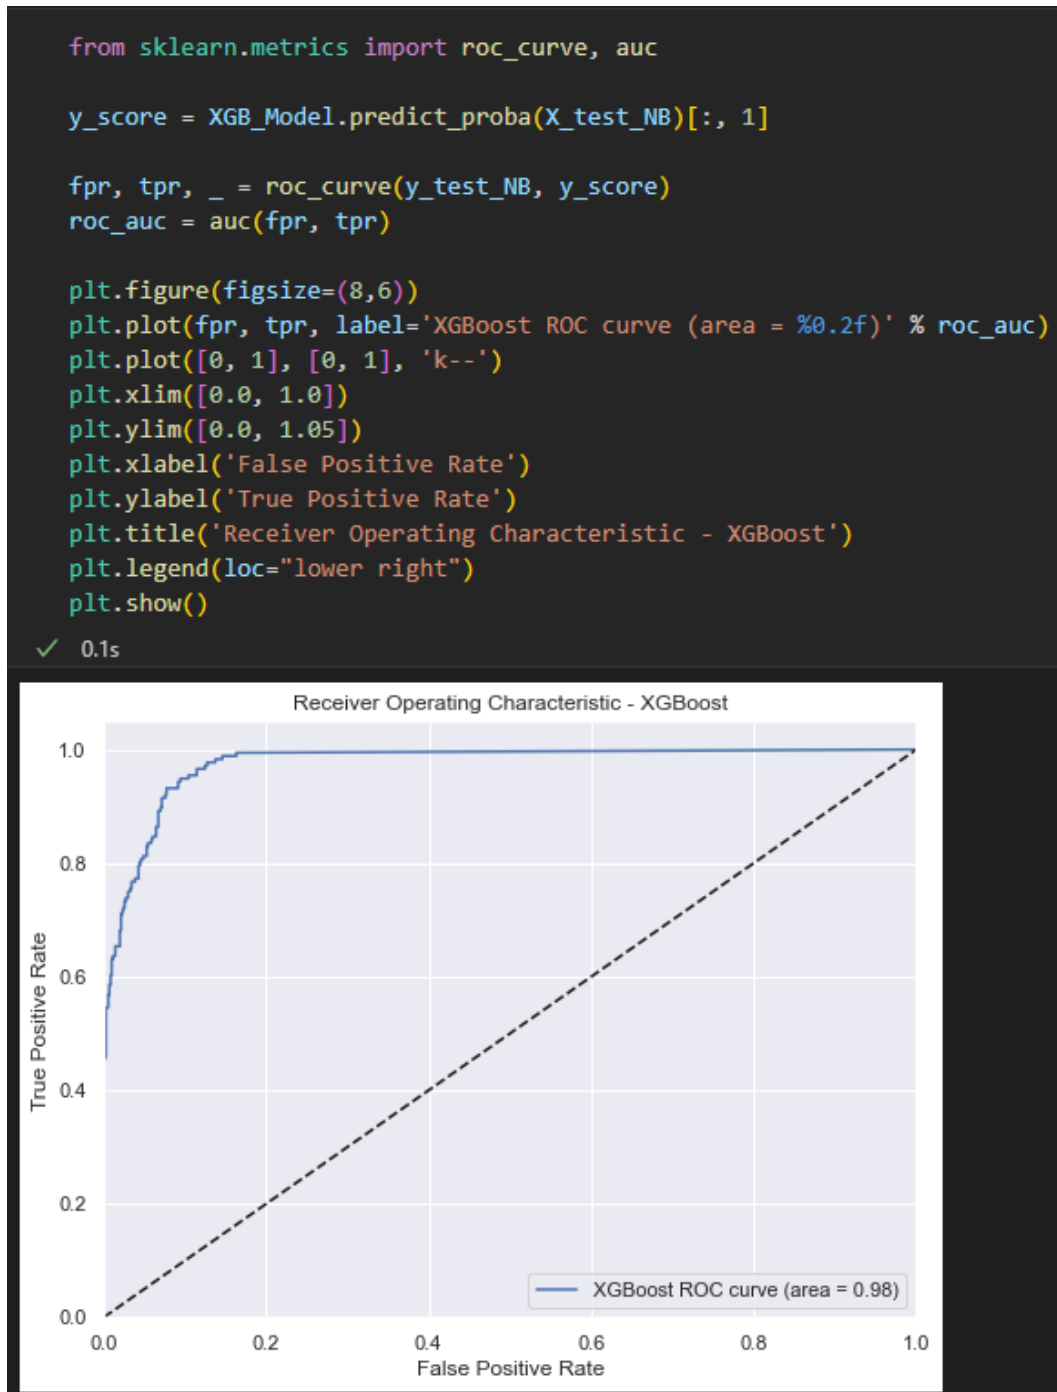 from sklearn.metrics import roc_curve, auc
y_score = XGB_Model.predict_proba(X_test_NB)[:, 1]
fpr, tpr, _ = roc_curve(y_test_NB, y_score)
roc_auc = auc(fpr, tpr)
plt.figure(figsize=(8,6))
plt.plot(fpr, tpr, label='XGBoost ROC curve (area = %0.2f)' % roc_auc)
plt.plot([0, 1], [0, 1], 'k--')
plt.xlim([0.0, 1.0])
plt.ylim([0.0, 1.05])
plt.xlabel('False Positive Rate')
plt.ylabel('True Positive Rate')
plt.title('Receiver Operating Characteristic - XGBoost')
plt.legend(loc="lower right")
plt.show()
0.1s
Receiver Operating Characteristic - XGBoost
1.0
0.8
0.6
0.4
0.2
0.0
True Positive Rate
XGBoost ROC curve (area = 0.98)
0.0 0.2 0.4 0.6 0.8 1.0
False Positive Rate